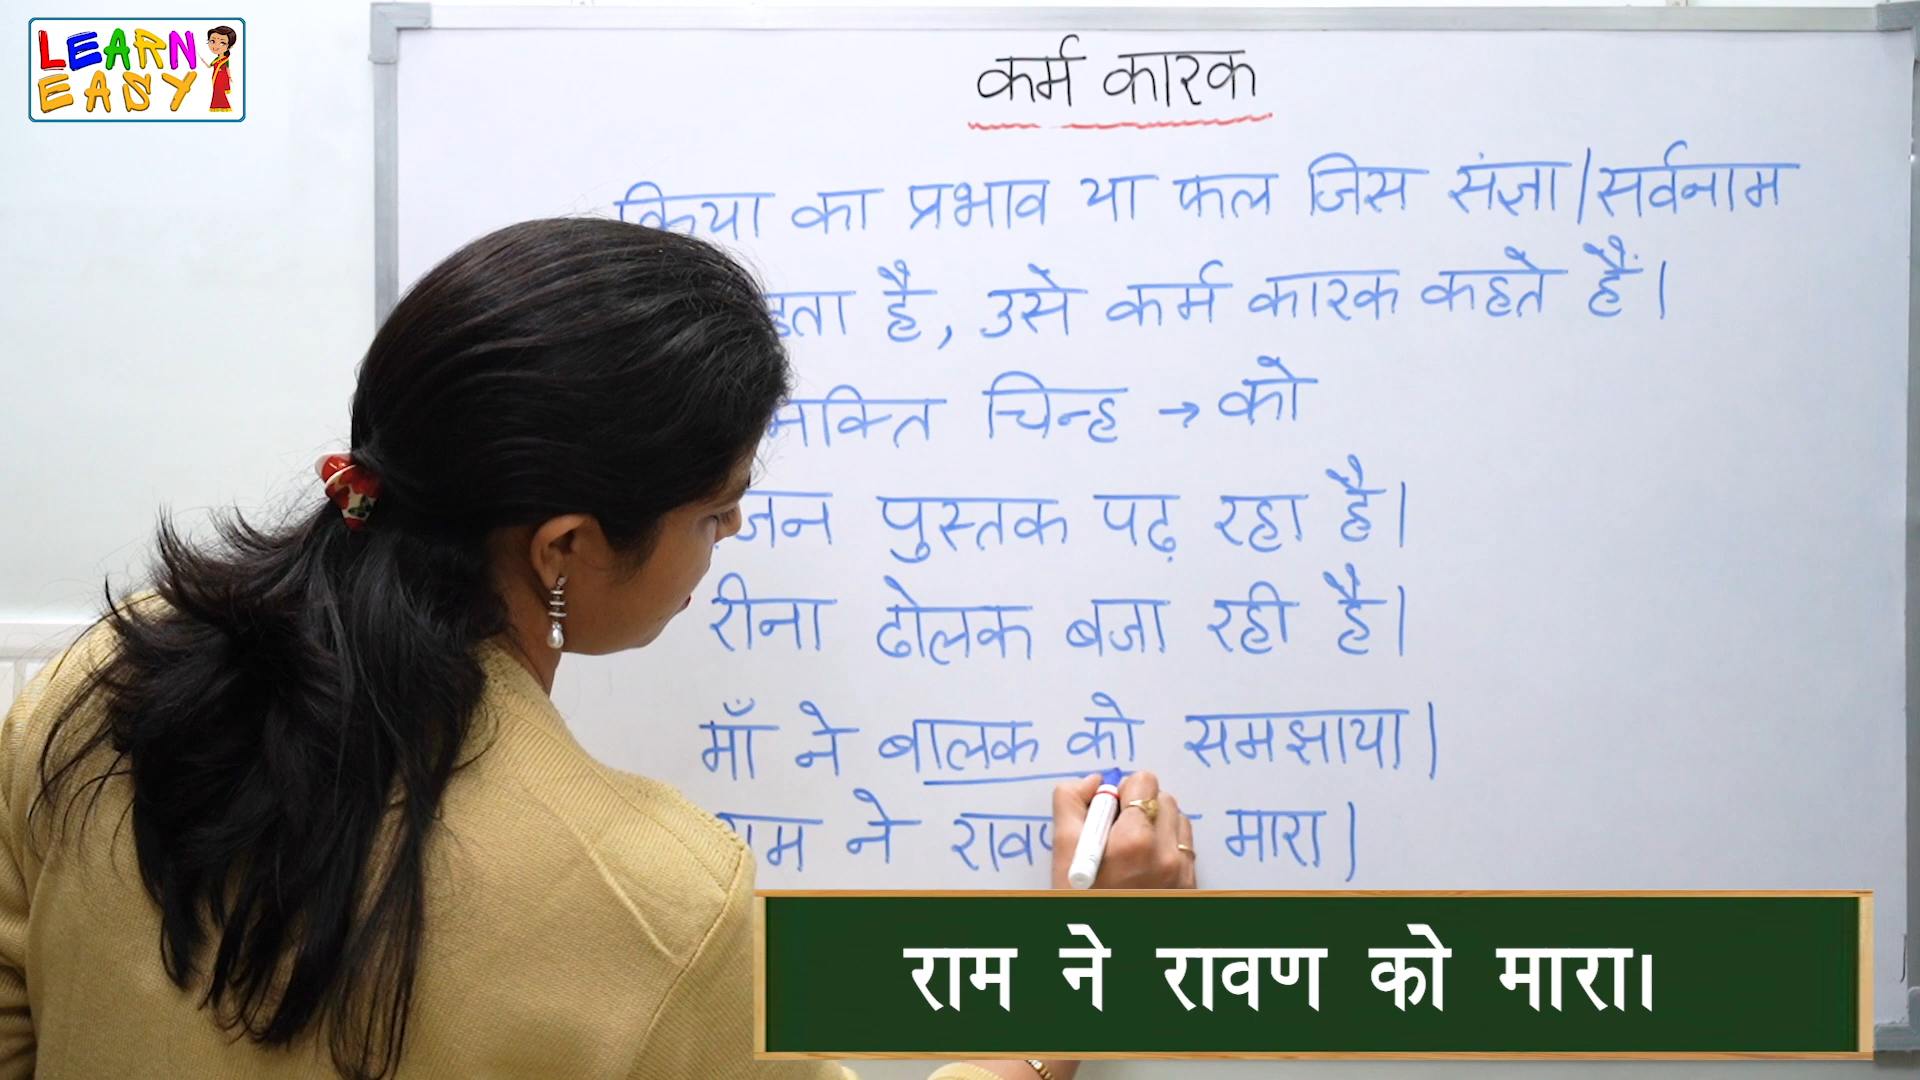 LEARN
EASY
कर्म कारक
क्रिया का प्रभाव या फल जिस संज्ञा/सर्वनाम
है, उसे कर्म कारक कहते हैं।
चिन्ह → को
पुस्तक पढ़ रहा है।
रीना ढोलक बजा रही है।
माँ ने बालक को समझाया।
ने मारा।
राम ने रावण को मारा।